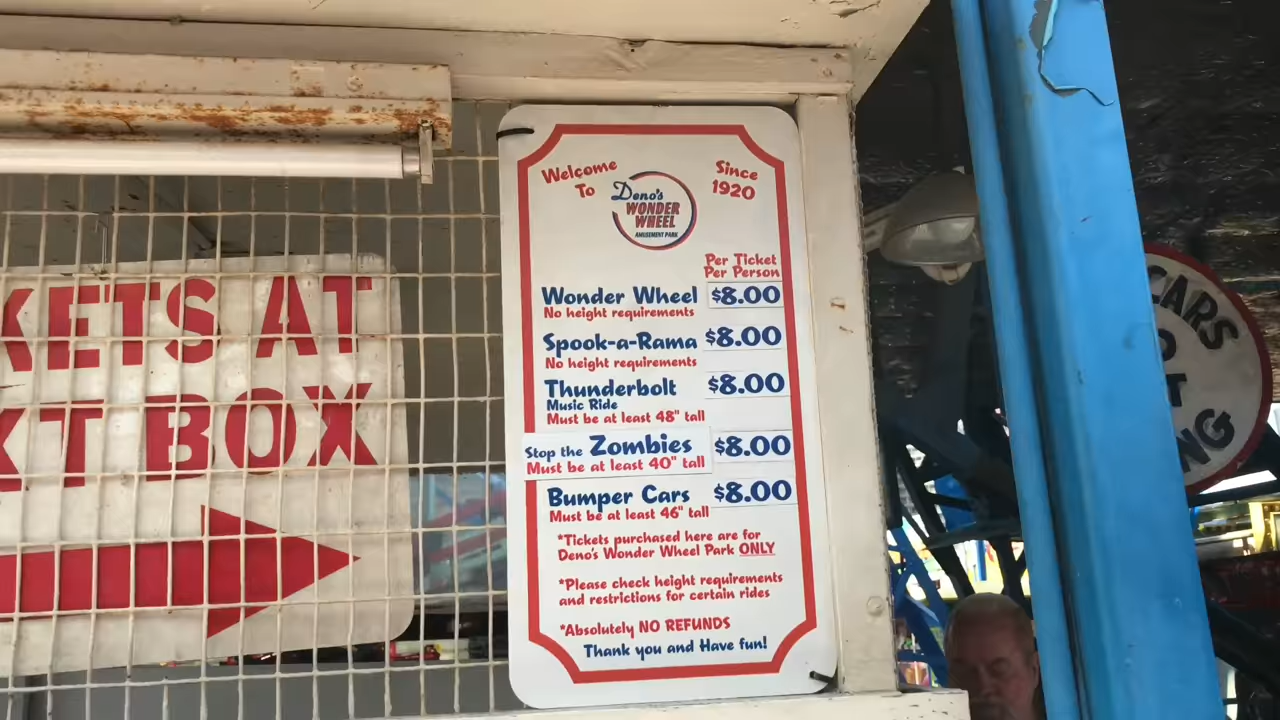 KETS AT
XT BOX
Welcome
To
Since
1920
Deno's
WONDER
WHEEL
AMUSEMENT PARK
Per Ticket
Per Person
Wonder Wheel $8.00
No height requirements
Spook-a-Rama $8.00
No height requirements
Thunderbolt $8.00
Music Ride
Must be at least 48" tall
Stop the Zombies $8.00
Must be at least 40" tall
Bumper Cars $8.00
Must be at least 46" tall
*Tickets purchased here are for
Deno's Wonder Wheel Park ONLY
*Please check height requirements
and restrictions for certain rides
*Absolutely NO REFUNDS
Thank you and Have fun!
CARS